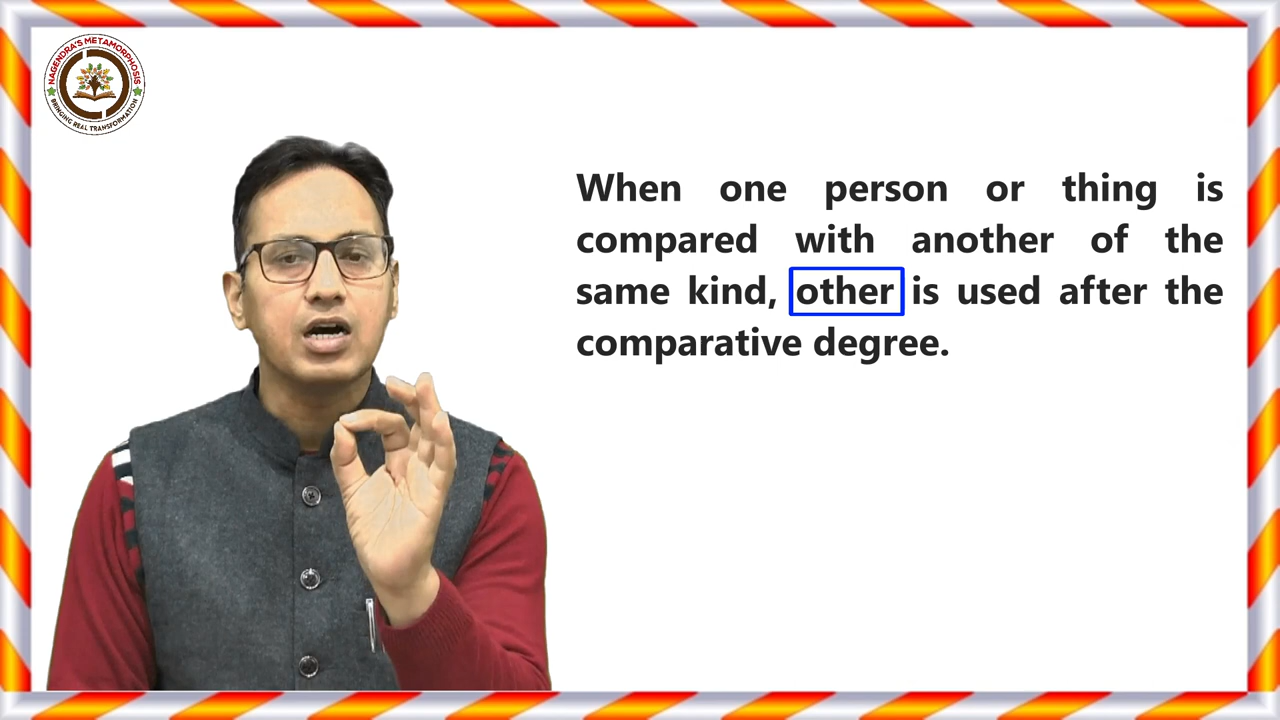 NAGENDRA'S METAMORPHOSIS
BRINGING REAL TRANSFORMATION
When one person or thing is
compared with another of the
same kind, other is used after the
comparative degree.